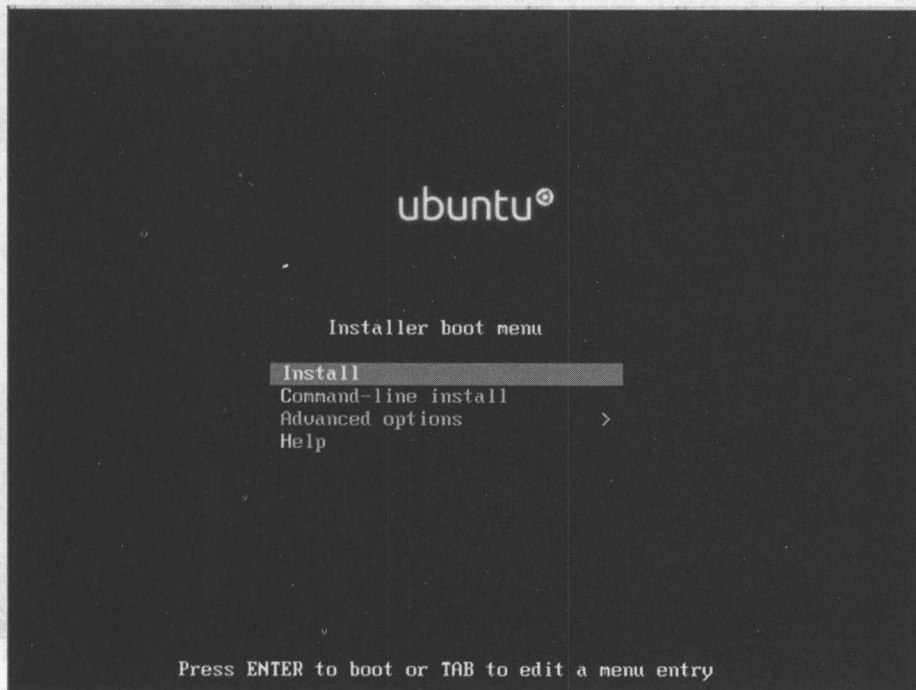 ubuntu
Installer boot menu
Install
Command-line install
Advanced options >
Help
Press ENTER to boot or TAB to edit a menu entry